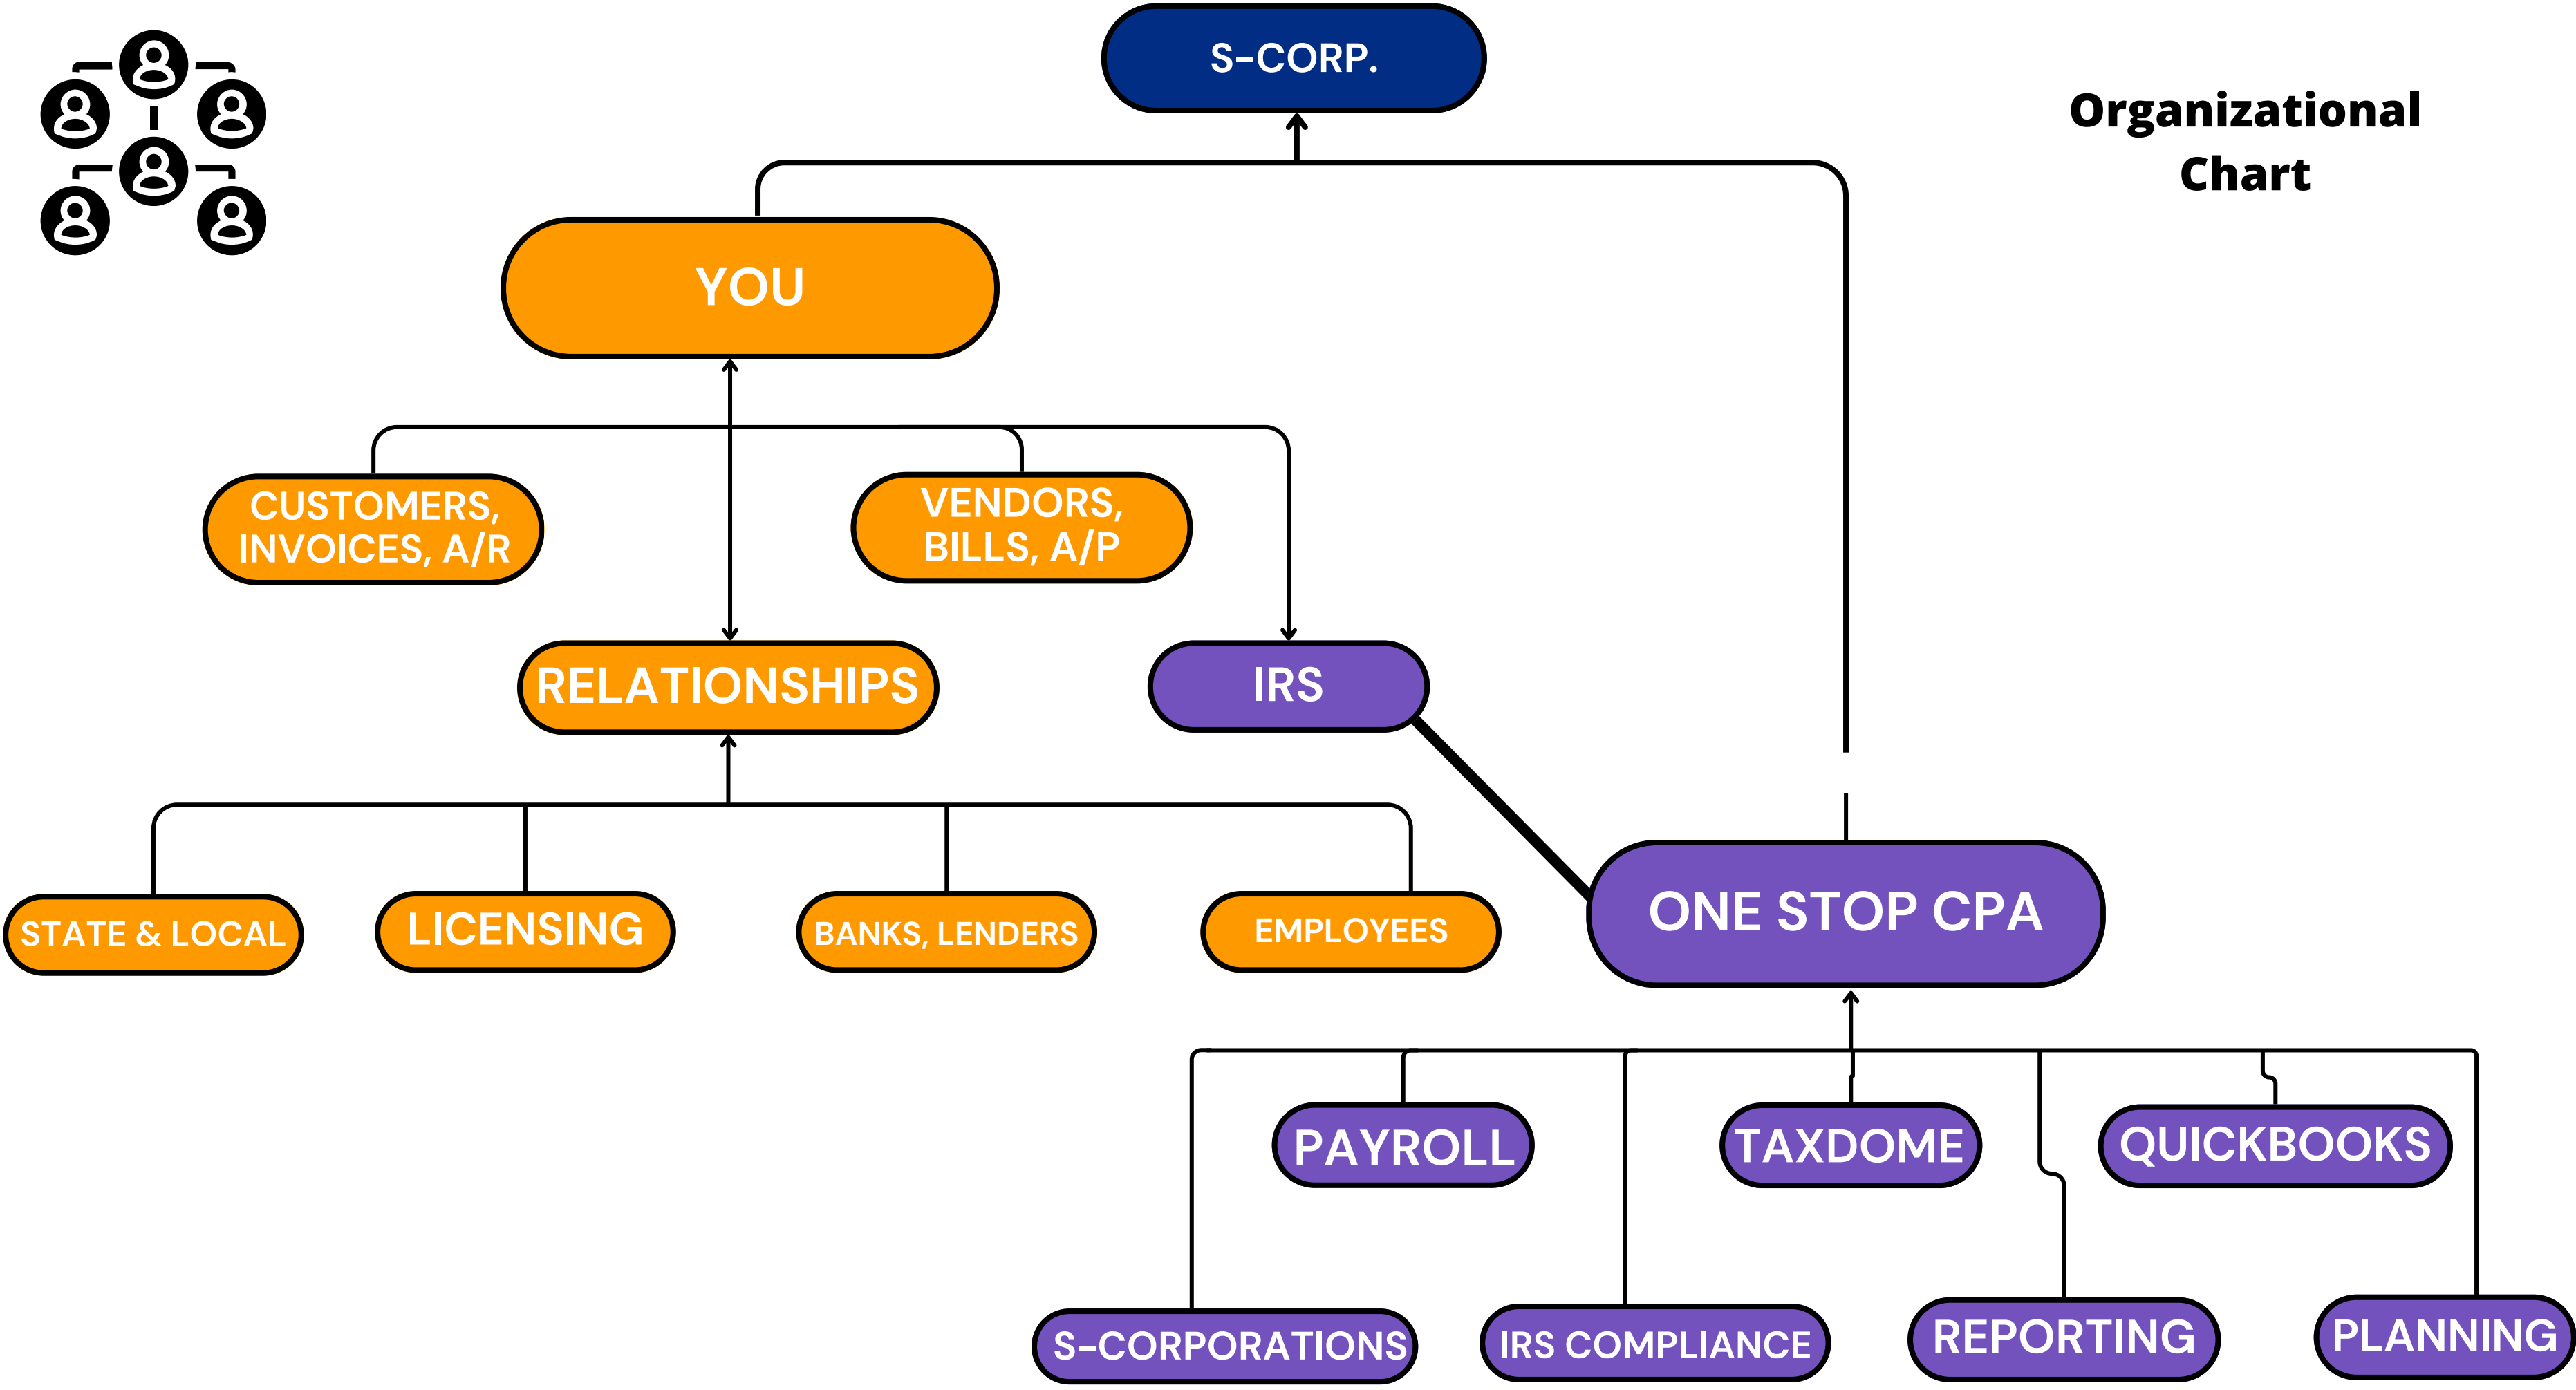 S-CORP.
Organizational
Chart
YOU
CUSTOMERS,
INVOICES, A/R
VENDORS,
BILLS, A/P
RELATIONSHIPS
IRS
STATE & LOCAL
LICENSING
BANKS, LENDERS
EMPLOYEES
ONE STOP CPA
PAYROLL
TAXDOME
QUICKBOOKS
S-CORPORATIONS
IRS COMPLIANCE
REPORTING
PLANNING